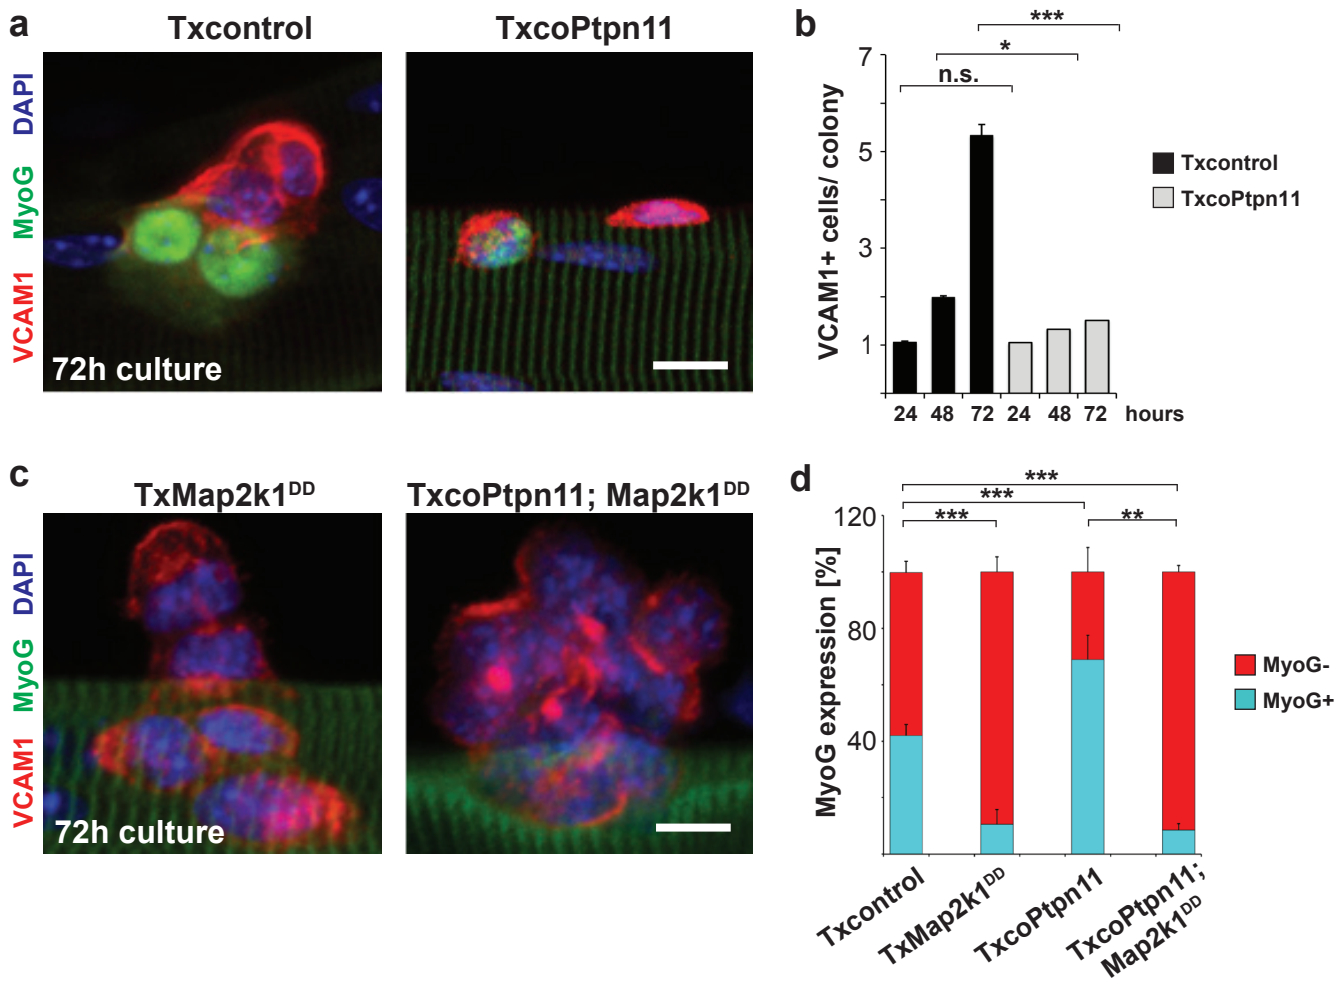 a
Txcontrol
TxcoPtpn11
VCAM1 MyoG DAPI
72h culture
b
***
*
n.s.
7
5
3
1
VCAM1+ cells/ colony
24 48 72 24 48 72 hours
Txcontrol
TxcoPtpn11
c
TxMap2k1DD
TxcoPtpn11; Map2k1DD
VCAM1 MyoG DAPI
72h culture
d
***
***
*** **
120
80
40
MyoG expression [%]
Txcontrol
TxMap2k1DD
TxcoPtpn11
TxcoPtpn11;
Map2k1DD
MyoG-
MyoG+